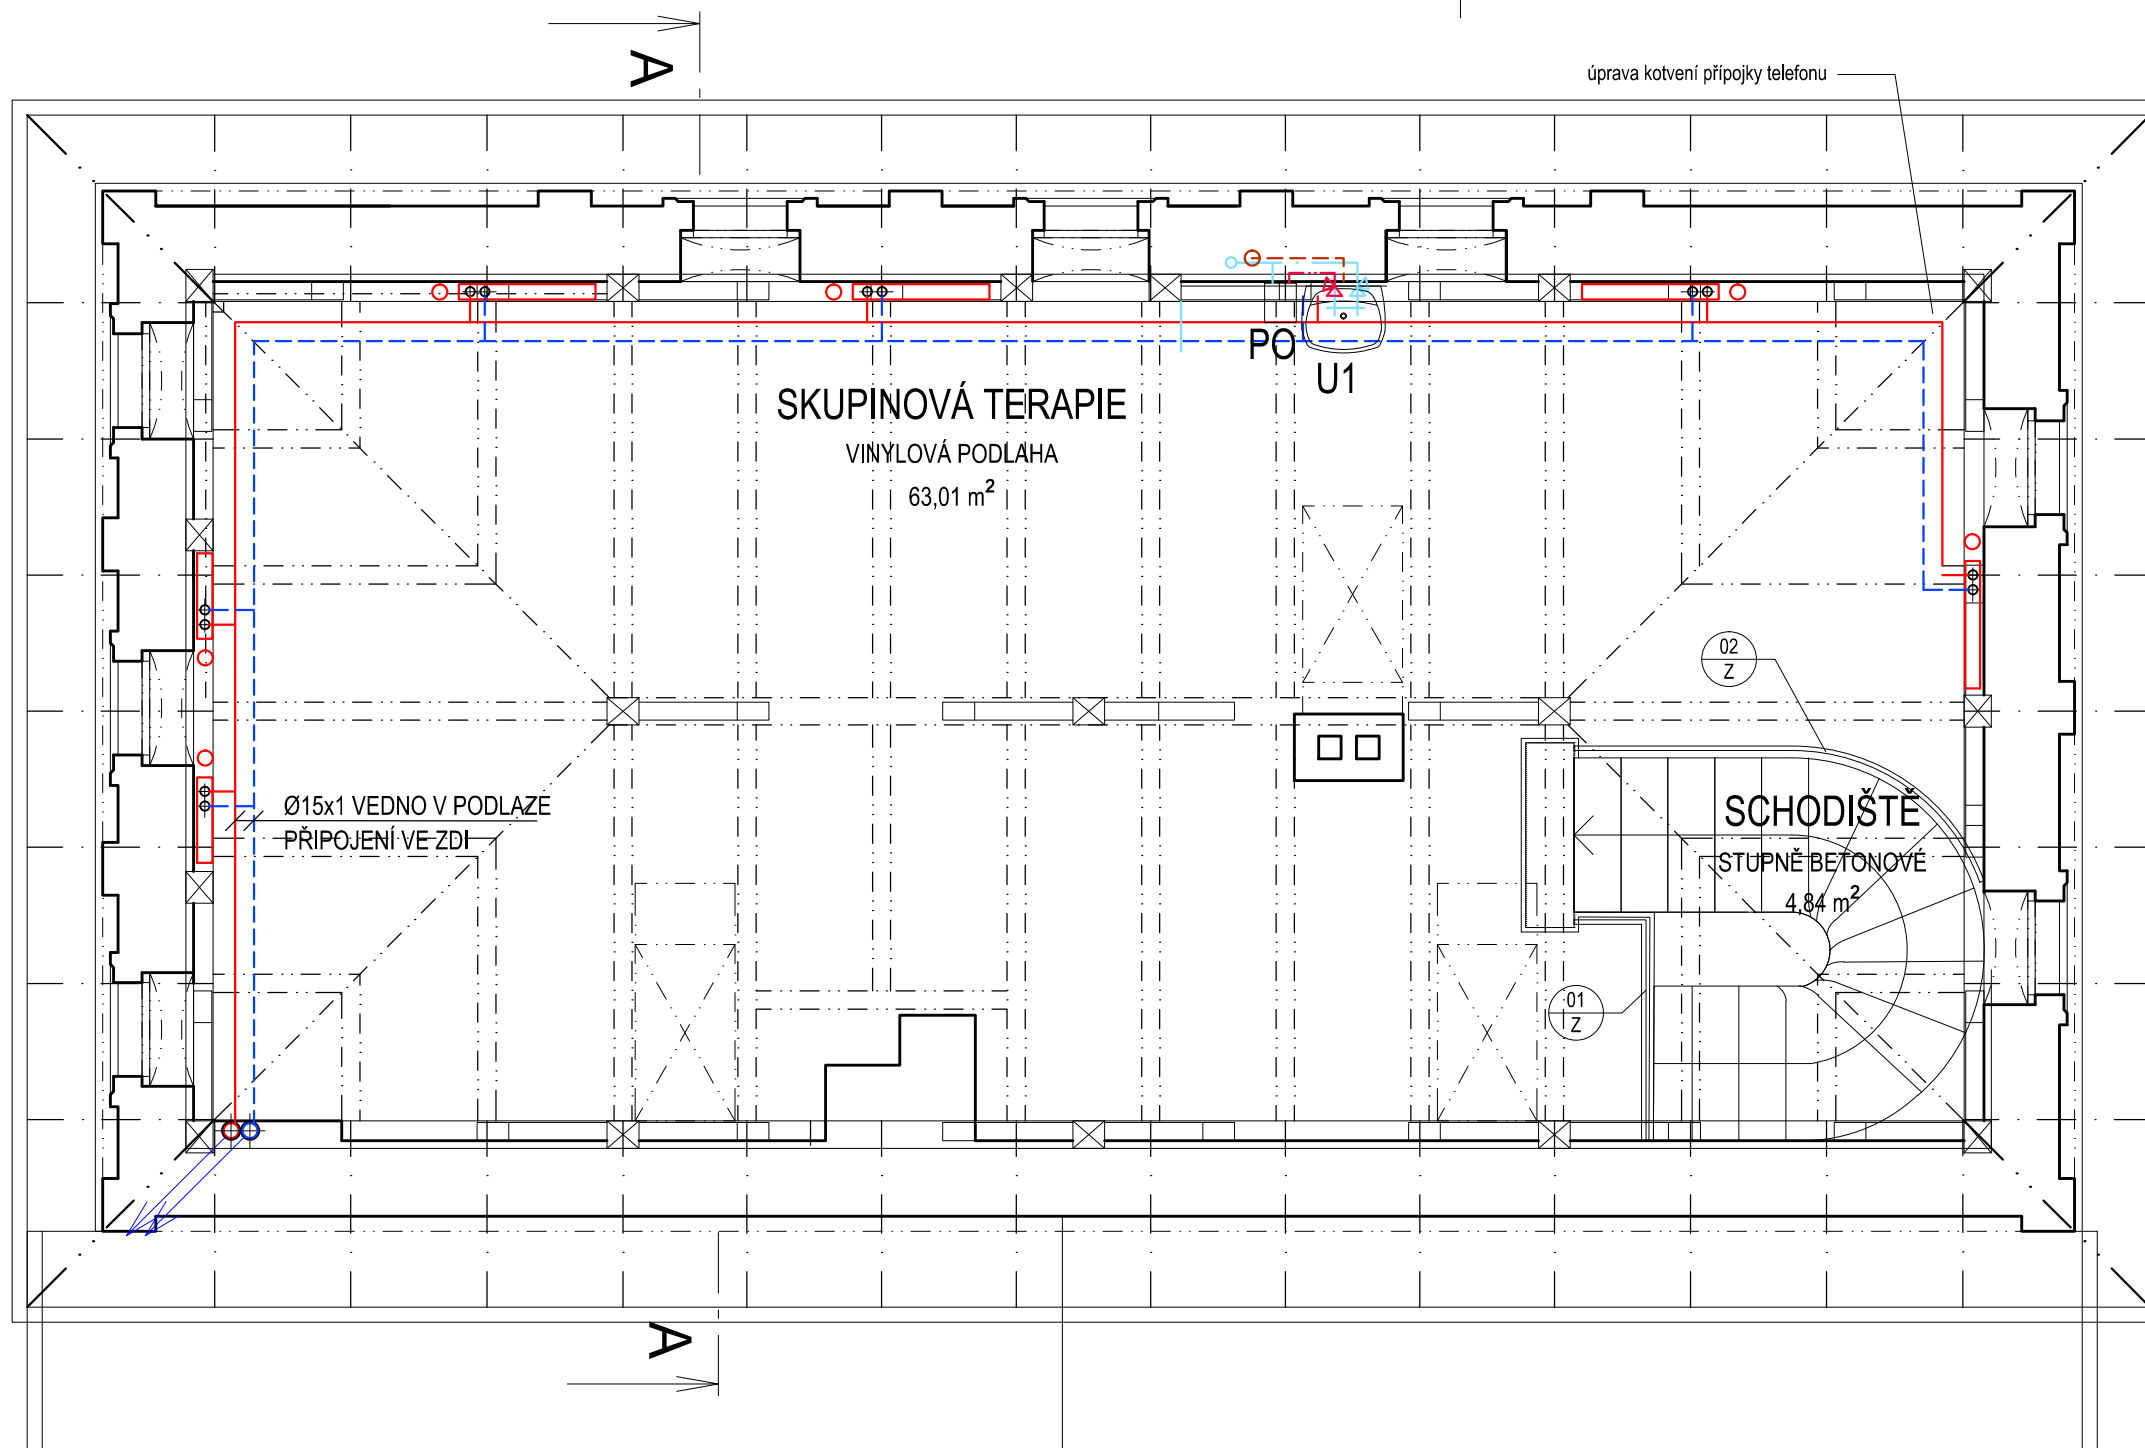 A
úprava kotvení přípojky telefonu
PO
U1
SKUPINOVÁ TERAPIE
VINYLOVÁ PODLAHA
63,01 m²
02
Z
Ø15x1 VEDNO V PODLAZE
PŘIPOJENÍ VE ZDI
SCHODIŠTĚ
STUPNĚ BETONOVÉ
4,84 m²
01
Z
A